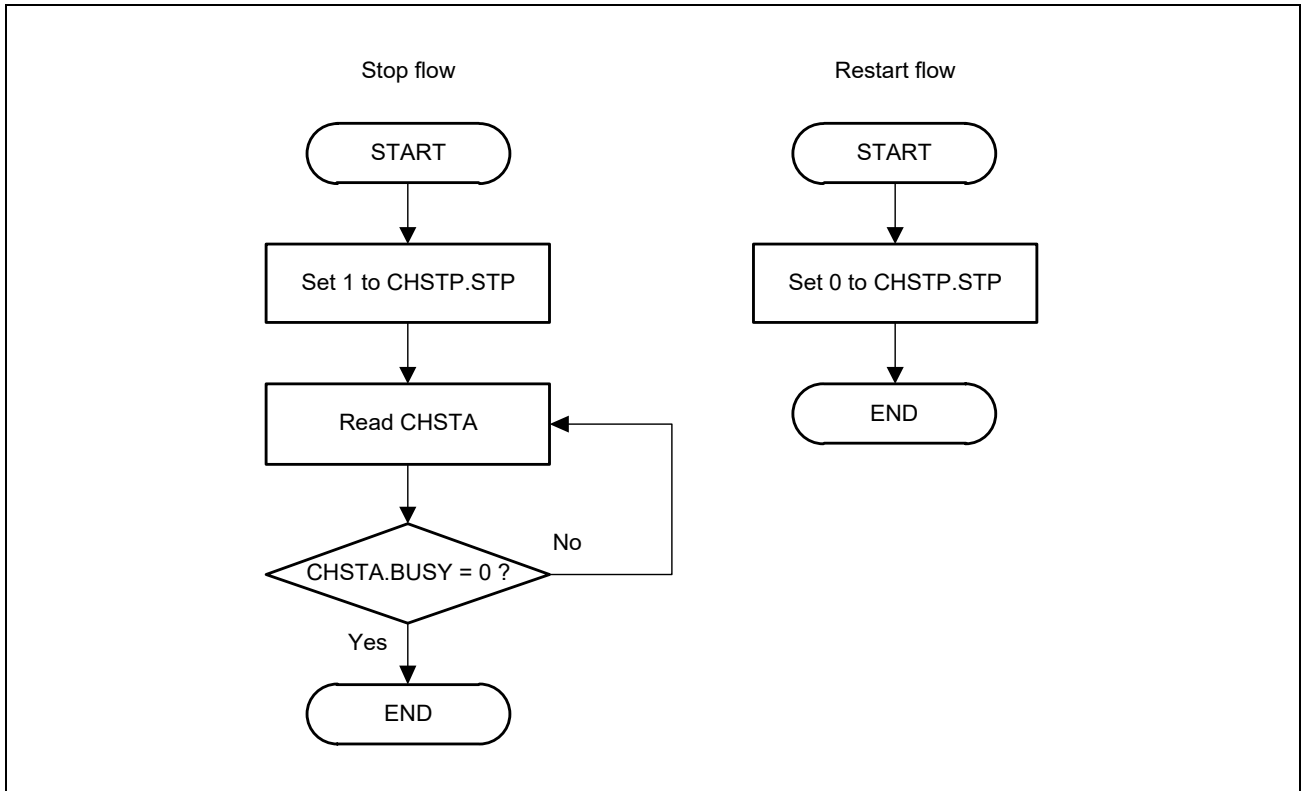 Stop flow
START
Set 1 to CHSTP.STP
Read CHSTA
CHSTA.BUSY = 0 ?
No
Yes
END
Restart flow
START
Set 0 to CHSTP.STP
END